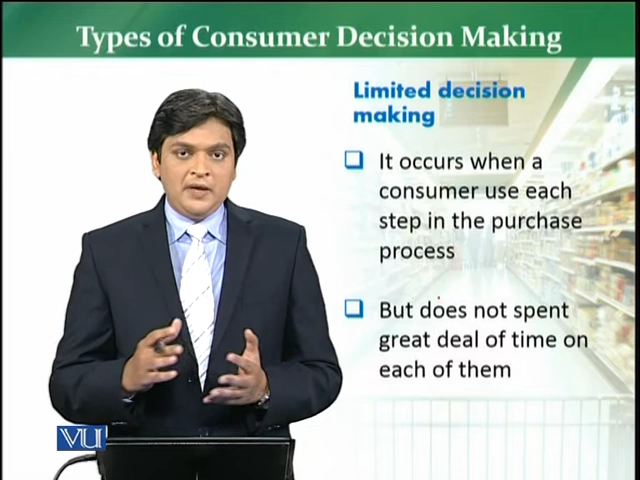 Types of Consumer Decision Making
Limited decision
making
It occurs when a
consumer use each
step in the purchase
process
But does not spent
great deal of time on
each of them
VU